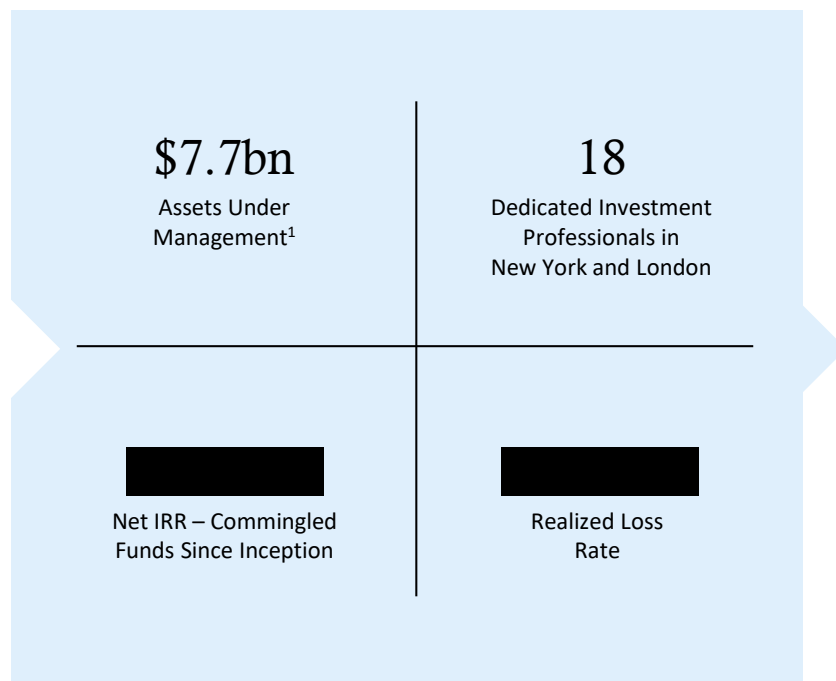 $7.7bn
Assets Under
Management¹
18
Dedicated Investment
Professionals in
New York and London
Net IRR – Commingled
Funds Since Inception
Realized Loss
Rate